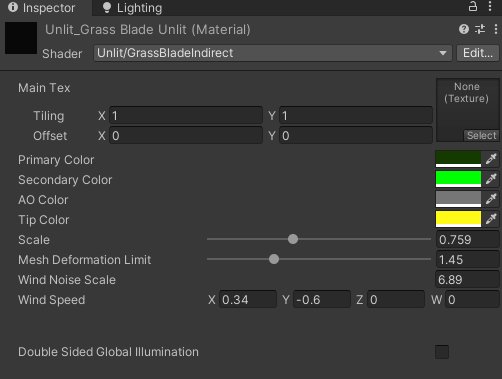 Inspector
Lighting
Unlit_Grass Blade Unlit (Material)
Shader Unlit/GrassBladeIndirect Edit...
Main Tex
None
(Texture)
Tiling X 1 Y 1
Offset X 0 Y 0
Select
Primary Color
Secondary Color
AO Color
Tip Color
Scale 0.759
Mesh Deformation Limit 1.45
Wind Noise Scale 6.89
Wind Speed X 0.34 Y -0.6 Z 0 W 0
Double Sided Global Illumination